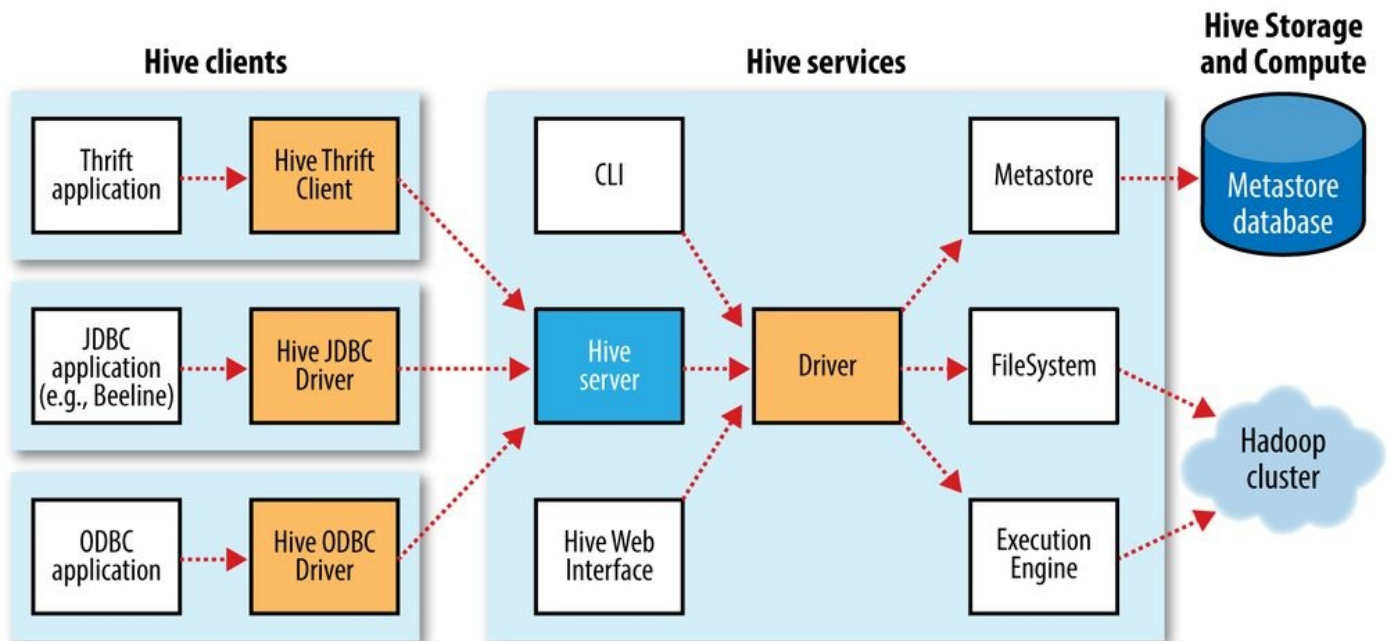 Hive clients
Hive services
Hive Storage
and Compute
Thrift
application
Hive Thrift
Client
CLI
Metastore
Metastore
database
JDBC
application
(e.g., Beeline)
Hive JDBC
Driver
Hive
server
Driver
FileSystem
Hadoop
cluster
ODBC
application
Hive ODBC
Driver
Hive Web
Interface
Execution
Engine